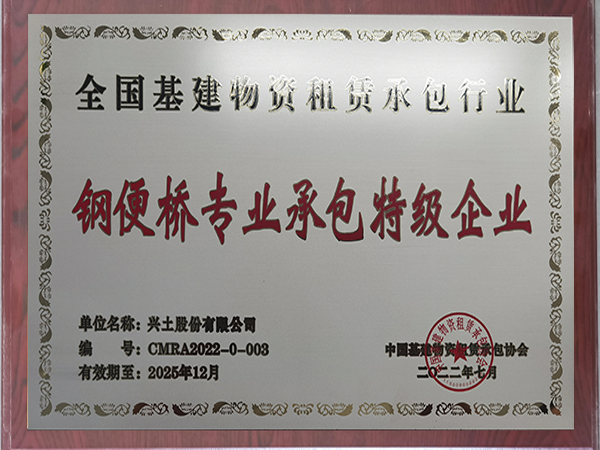 全国基建物资租赁承包行业
钢便桥专业承包特级企业
单位名称：兴土股份有限公司
编 号：CMRA2022-0-003
有效期至：2025年12月
中国基建物资租赁承包协会
二〇二二年七月